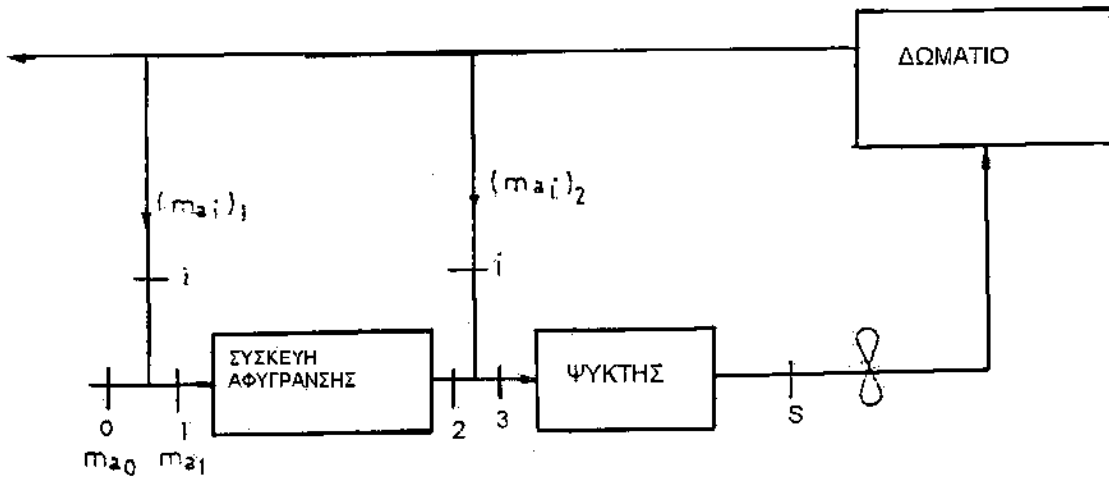 ΔΩΜΑΤΙΟ
(mai)1
(mai)2
i
i
ΣΥΣΚΕΥΗ
ΑΦΥΓΡΑΝΣΗΣ
ΨΥΚΤΗΣ
0
1
2
3
S
ma0
ma1